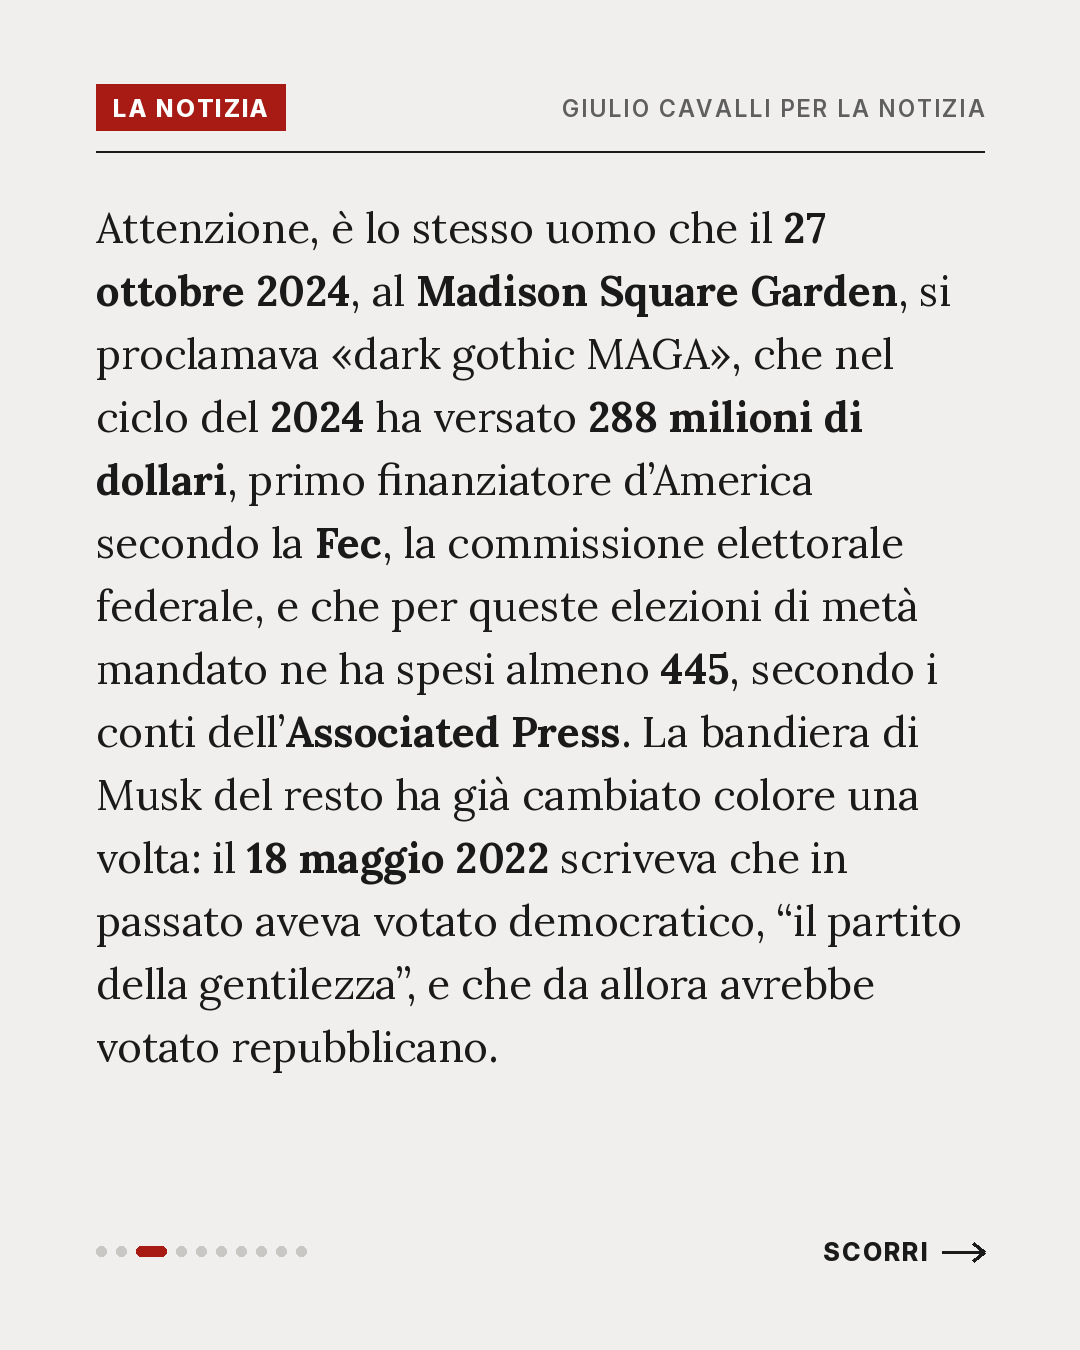 LA NOTIZIA
GIULIO CAVALLI PER LA NOTIZIA
Attenzione, è lo stesso uomo che il 27
ottobre 2024, al Madison Square Garden, si
proclamava «dark gothic MAGA», che nel
ciclo del 2024 ha versato 288 milioni di
dollari, primo finanziatore d’America
secondo la Fec, la commissione elettorale
federale, e che per queste elezioni di metà
mandato ne ha spesi almeno 445, secondo i
conti dell’Associated Press. La bandiera di
Musk del resto ha già cambiato colore una
volta: il 18 maggio 2022 scriveva che in
passato aveva votato democratico, “il partito
della gentilezza”, e che da allora avrebbe
votato repubblicano.
SCORRI